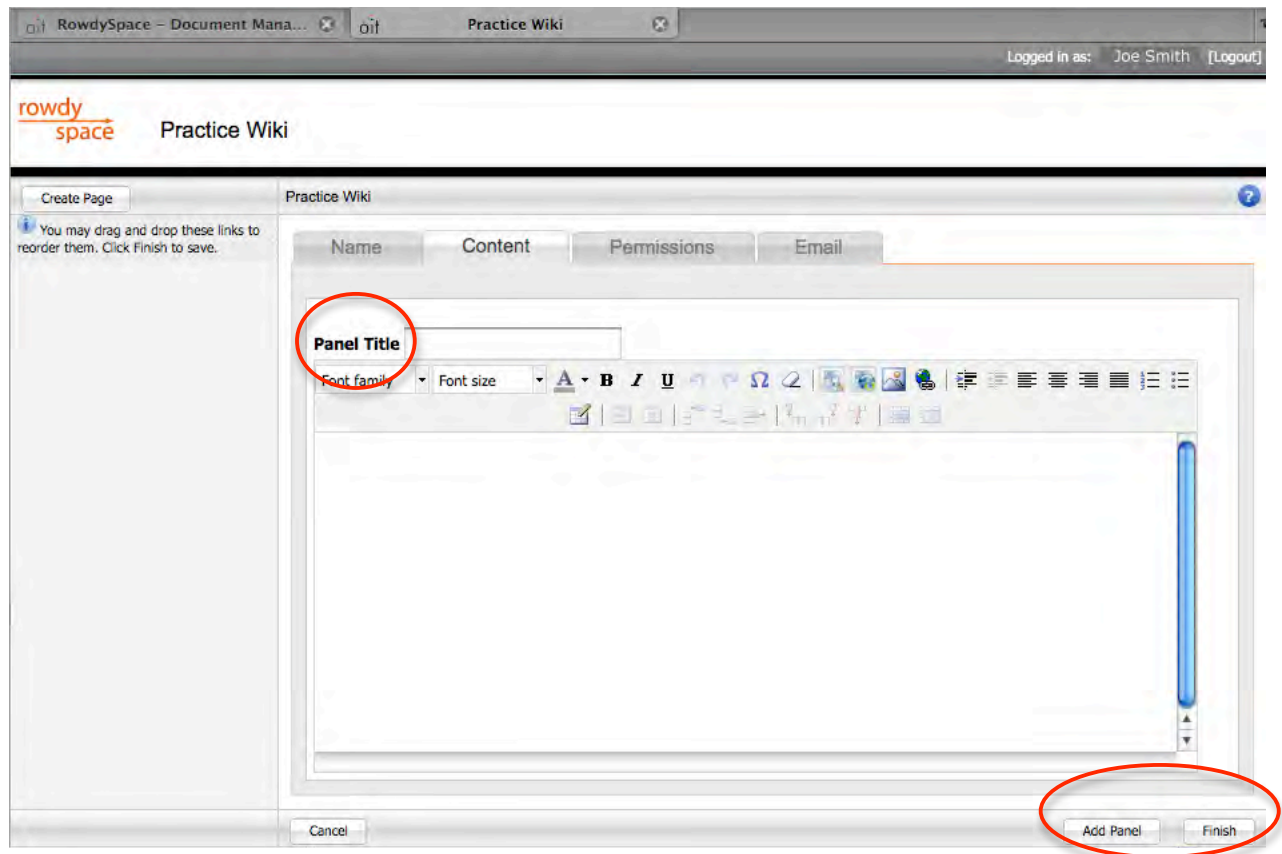 oit RowdySpace – Document Mana... oit Practice Wiki
Logged in as: Joe Smith [Logout]
rowdy
space
Practice Wiki
Create Page
Practice Wiki
?
i You may drag and drop these links to
reorder them. Click Finish to save.
Name Content Permissions Email
Panel Title
Font family Font size A B I U Ω
Cancel Add Panel Finish